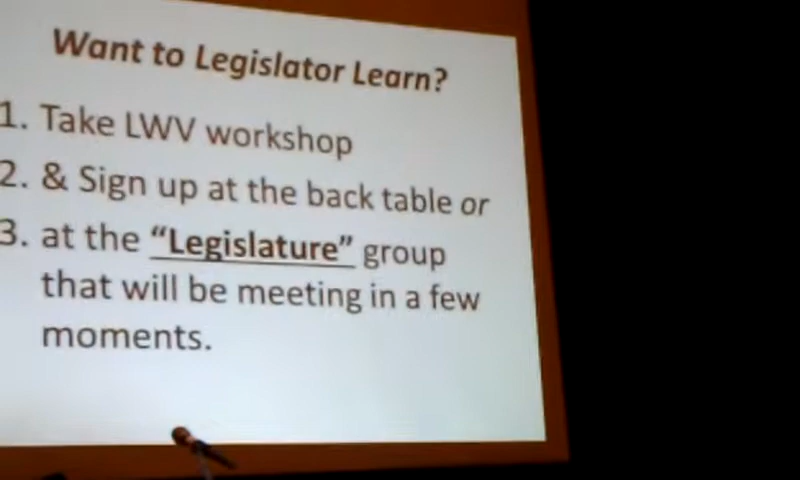 Want to Legislator Learn?
1. Take LWV workshop
2. & Sign up at the back table or
3. at the “Legislature” group
that will be meeting in a few
moments.